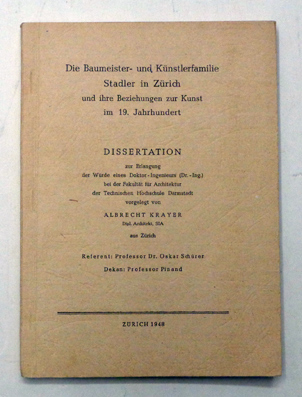 Die Baumeister- und Künstlerfamilie
Stadler in Zürich
und ihre Beziehungen zur Kunst
im 19. Jahrhundert
DISSERTATION
zur Erlangung
der Würde eines Doktor-Ingenieurs (Dr.-Ing.)
bei der Fakultät für Architektur
der Technischen Hochschule Darmstadt
vorgelegt von
ALBRECHT KRAYER
Dipl. Architekt, SIA
aus Zürich
Referent: Professor Dr. Oskar Schürer
Dekan: Professor Pinand
ZÜRICH 1948